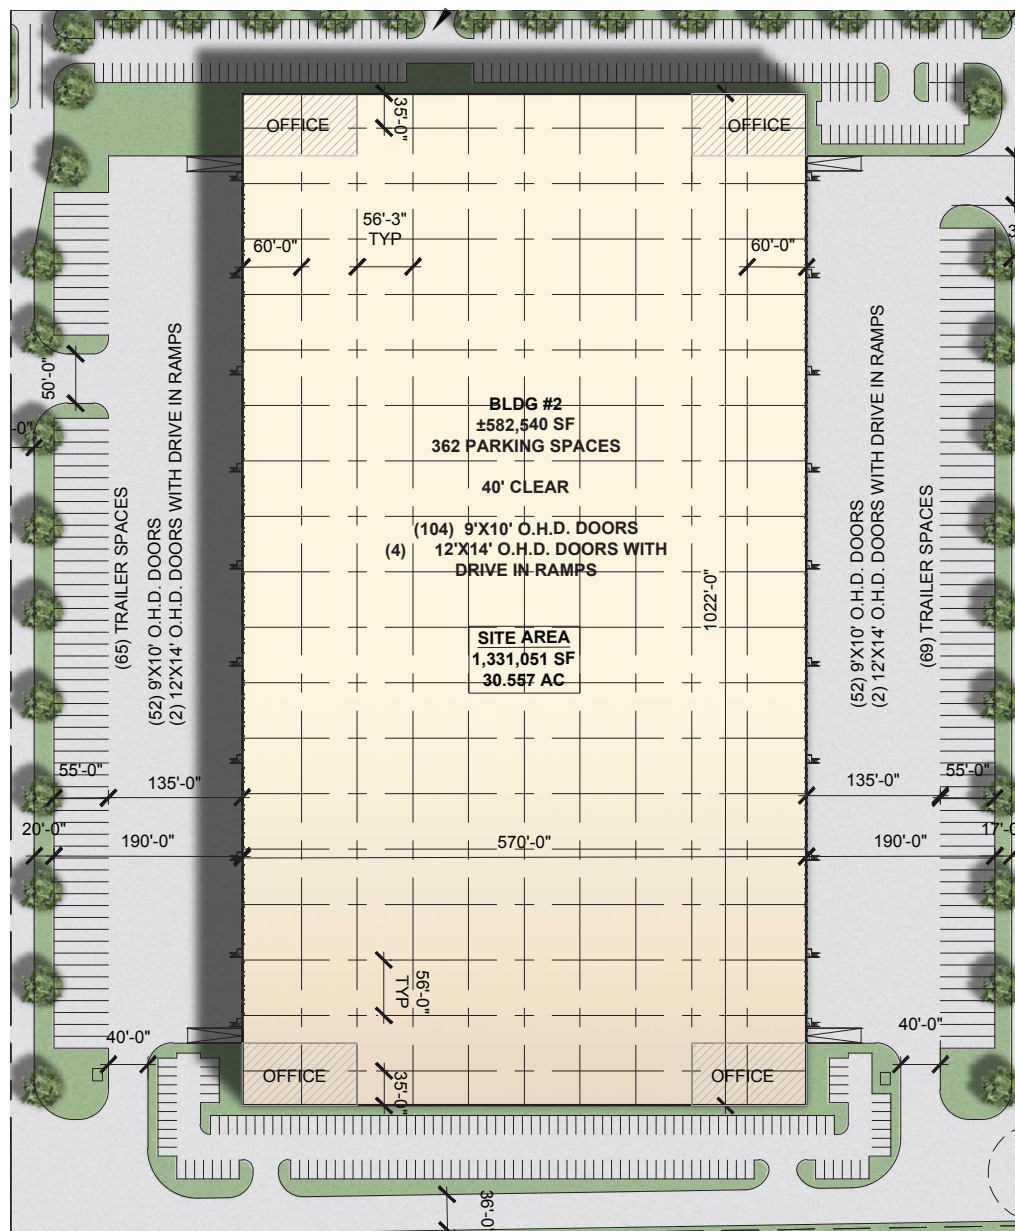 OFFICE
35'-0"
OFFICE
56'-3"
TYP
60'-0"
60'-0"
50'-0"
BLDG #2
±582,540 SF
362 PARKING SPACES
40' CLEAR
(104) 9'X10' O.H.D. DOORS
(4) 12'X14' O.H.D. DOORS WITH
DRIVE IN RAMPS
1022'-0"
SITE AREA
1,331,051 SF
30.557 AC
(65) TRAILER SPACES
(52) 9'X10' O.H.D. DOORS
(2) 12'X14' O.H.D. DOORS WITH DRIVE IN RAMPS
(52) 9'X10' O.H.D. DOORS
(2) 12'X14' O.H.D. DOORS WITH DRIVE IN RAMPS
(69) TRAILER SPACES
55'-0"
135'-0"
135'-0"
55'-0"
20'-0"
190'-0"
570'-0"
190'-0"
17'-0
56'-0"
TYP
40'-0"
40'-0"
OFFICE
35'-0"
OFFICE
36'-0"